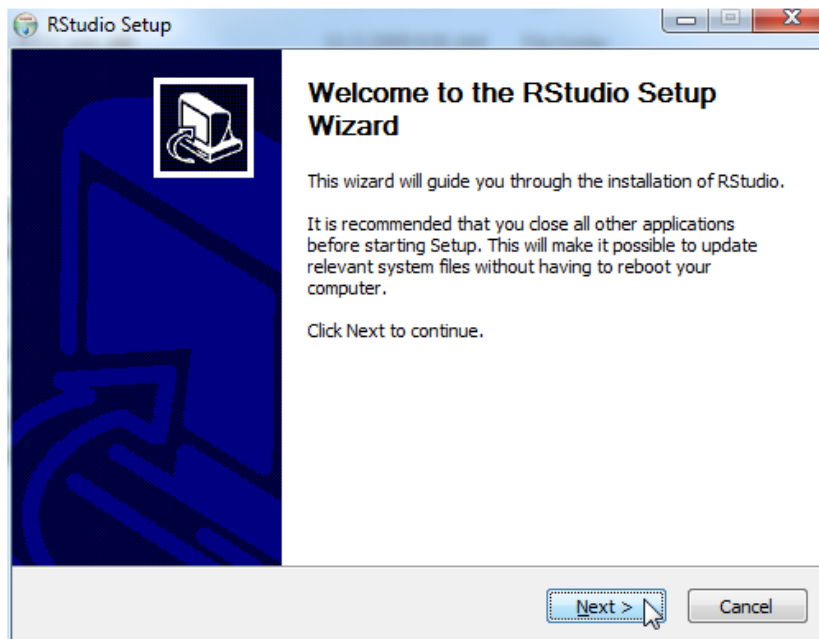 RStudio Setup
Welcome to the RStudio Setup
Wizard
This wizard will guide you through the installation of RStudio.
It is recommended that you close all other applications
before starting Setup. This will make it possible to update
relevant system files without having to reboot your
computer.
Click Next to continue.
Next >
Cancel